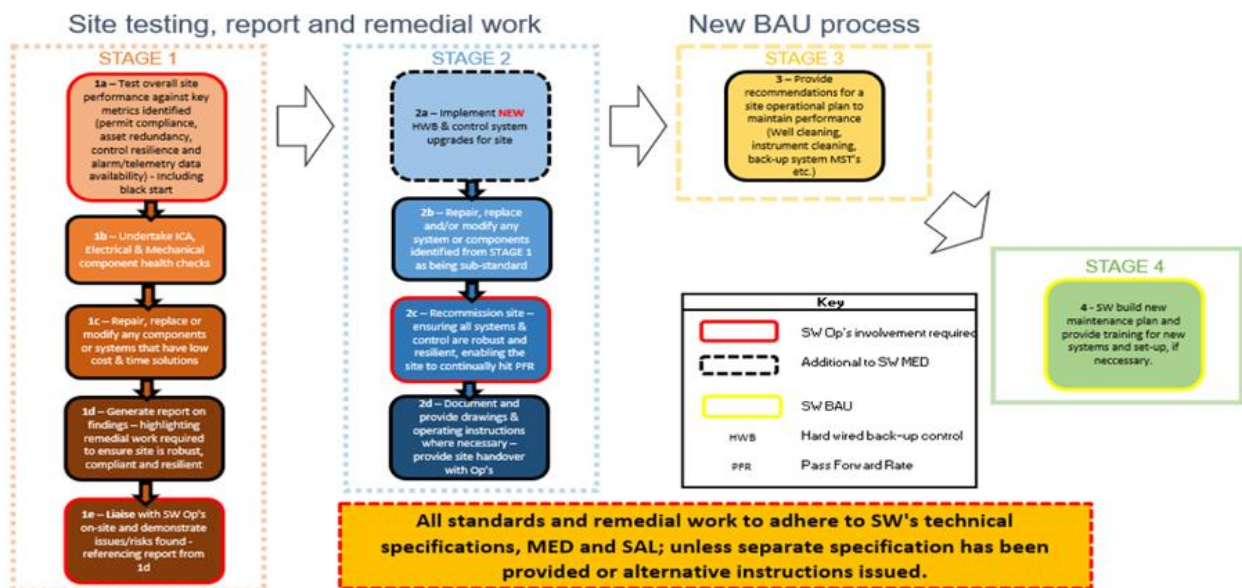 Site testing, report and remedial work
New BAU process
STAGE 1
1a – Test overall site
performance against key
metrics identified
(permit compliance,
asset redundancy,
control resilience and
alarm/telemetry data
availability) - Including
black start
1b – Undertake ICA,
Electrical & Mechanical
component health checks
1c – Repair, replace or
modify any components
or systems that have low
cost & time solutions
1d – Generate report on
findings – highlighting
remedial work required
to ensure site is robust,
compliant and resilient
1e – Liaise with SW Op's
on-site and demonstrate
issues/risks found -
referencing report from
1d
STAGE 2
2a – Implement NEW
HWB & control system
upgrades for site
2b – Repair, replace
and/or modify any
system or components
identified from STAGE 1
as being sub-standard
2c – Recommission site –
ensuring all systems &
control are robust and
resilient, enabling the
site to continually hit PFR
2d – Document and
provide drawings &
operating instructions
where necessary –
provide site handover
with Op's
STAGE 3
3 – Provide
recommendations for a
site operational plan to
maintain performance
(Well cleaning,
instrument cleaning,
back-up system MST's
etc.)
STAGE 4
4 - SW build new
maintenance plan and
provide training for new
systems and set-up, if
neccessary.
Key
SW Op's involvement required
Additional to SW MED
SW BAU
HWB Hard wired back-up control
PFR Pass Forward Rate
All standards and remedial work to adhere to SW's technical
specifications, MED and SAL; unless separate specification has been
provided or alternative instructions issued.